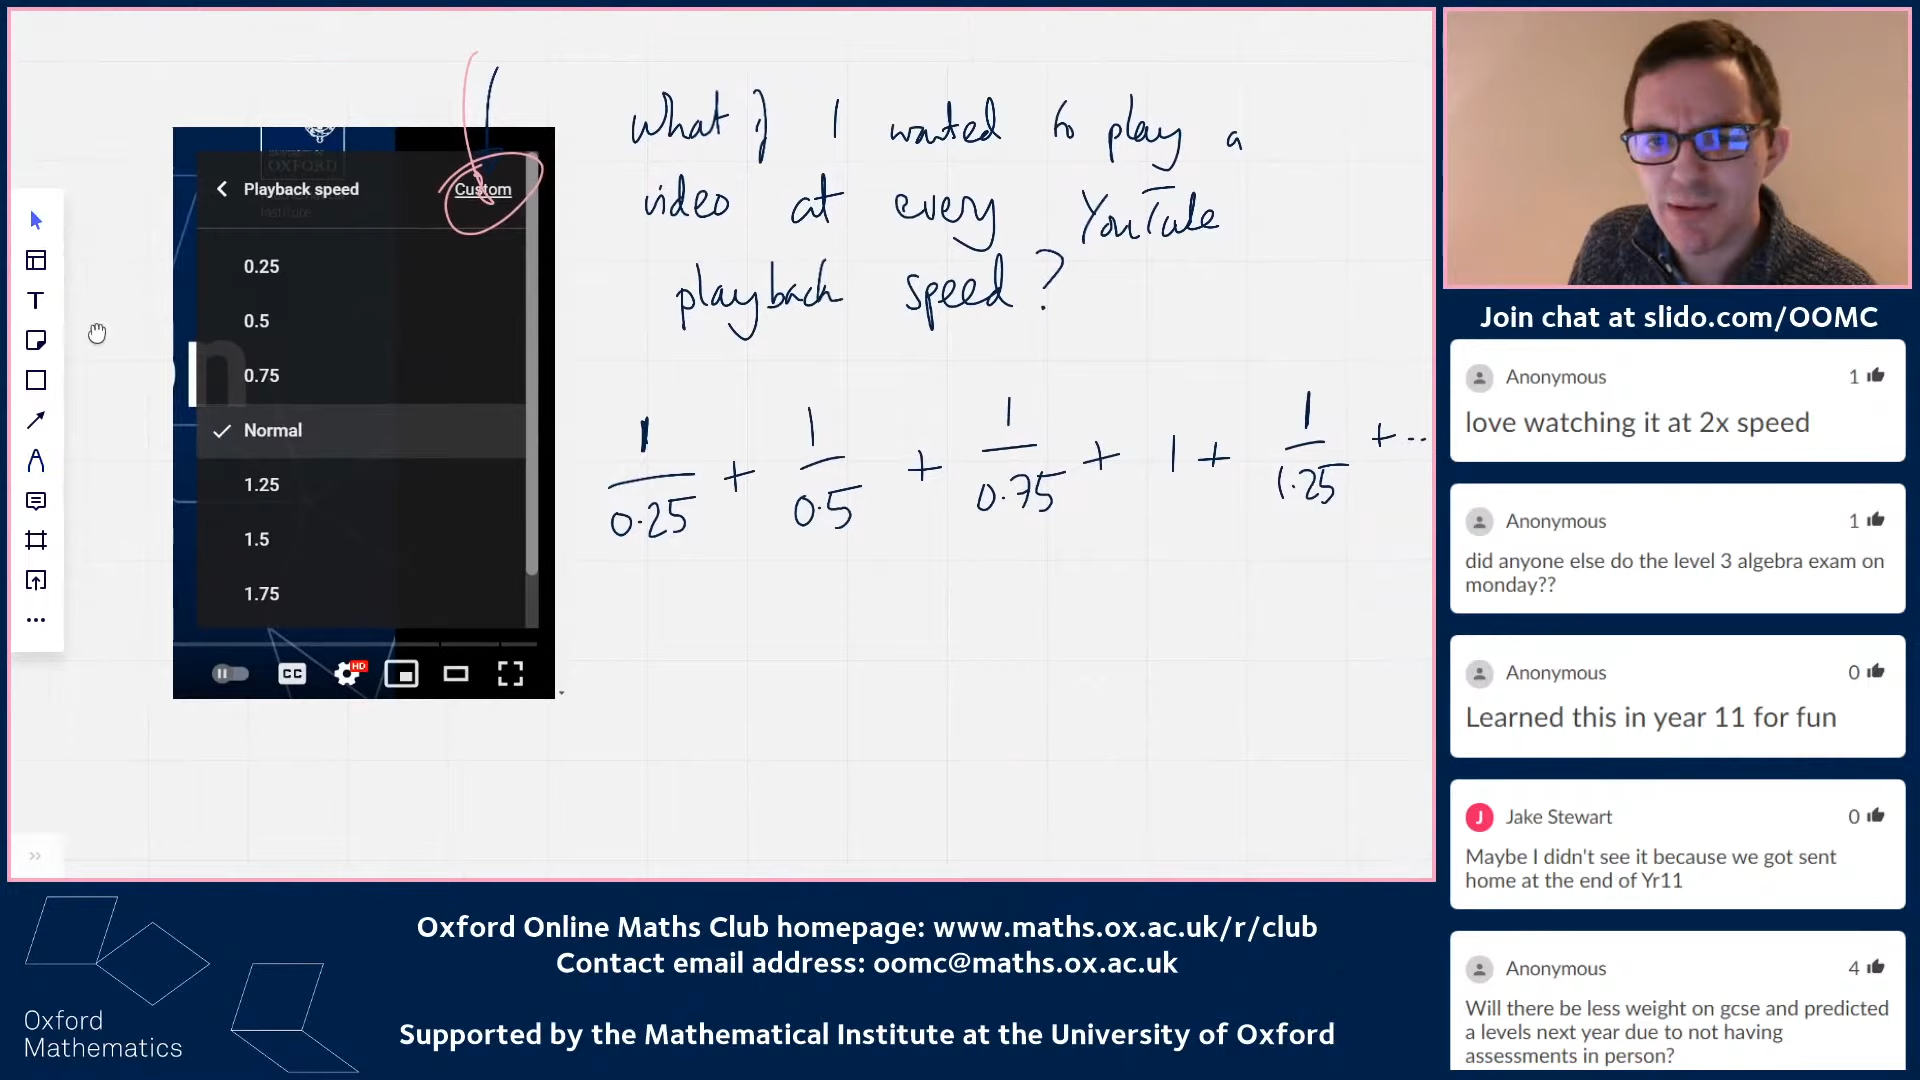 What if I wanted to play a
video at every YouTube
playback speed?
OXFORD
Institute
Playback speed Custom
0.25
0.5
0.75
Normal
1.25
1.5
1.75
CC HD
1/0.25 + 1/0.5 + 1/0.75 + 1 + 1/1.25 + ..
T
Join chat at slido.com/OOMC
Anonymous 1
love watching it at 2x speed
Anonymous 1
did anyone else do the level 3 algebra exam on
monday??
Anonymous 0
Learned this in year 11 for fun
J Jake Stewart 0
Maybe I didn't see it because we got sent
home at the end of Yr11
Anonymous 4
Will there be less weight on gcse and predicted
a levels next year due to not having
assessments in person?
Oxford
Mathematics
Oxford Online Maths Club homepage: www.maths.ox.ac.uk/r/club
Contact email address: oomc@maths.ox.ac.uk
Supported by the Mathematical Institute at the University of Oxford